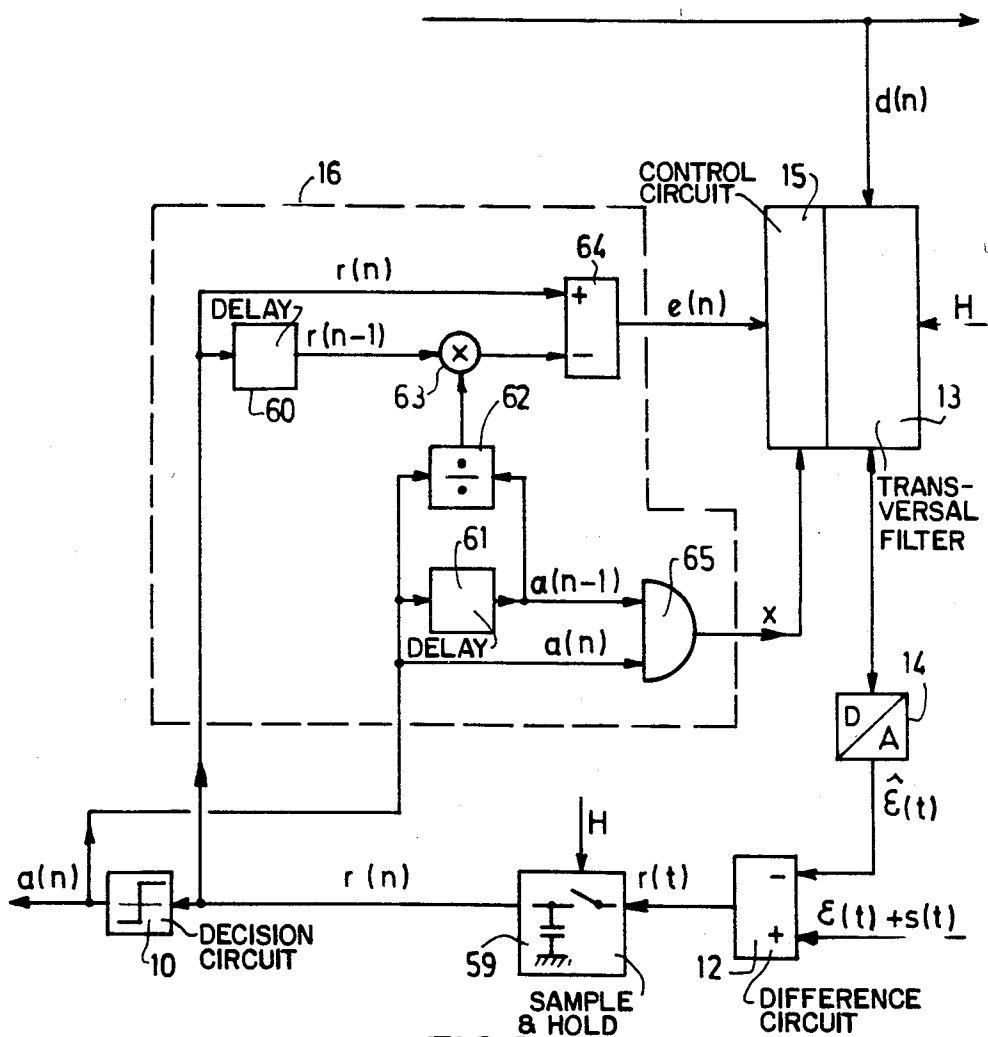 d(n)
16
CONTROL
CIRCUIT
15
64
r(n)
+
DELAY
r(n-1)
e(n)
H
×
−
60
63
62
13
÷
TRANS-
VERSAL
FILTER
61
a(n-1)
65
x
DELAY
a(n)
14
D
A
ε̂(t)
H
a(n)
r(n)
r(t)
−
ε(t)+s(t)
+
10
DECISION
CIRCUIT
59
12
SAMPLE
& HOLD
DIFFERENCE
CIRCUIT